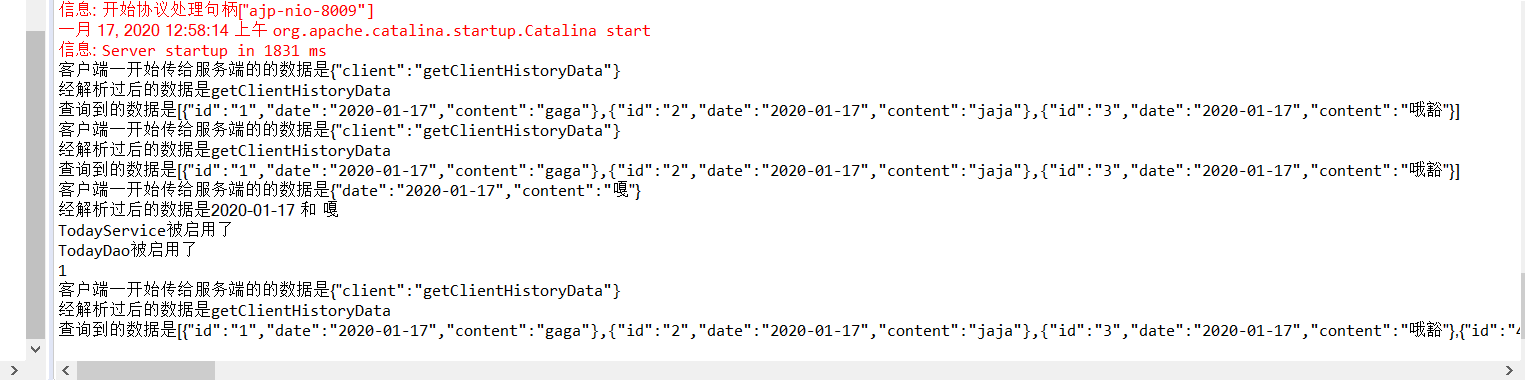 信息: 开始协议处理句柄["ajp-nio-8009"]
一月 17, 2020 12:58:14 上午 org.apache.catalina.startup.Catalina start
信息: Server startup in 1831 ms
客户端一开始传给服务端的的数据是{"client":"getClientHistoryData"}
经解析过后的数据是getClientHistoryData
查询到的数据是[{"id":"1","date":"2020-01-17","content":"gaga"},{"id":"2","date":"2020-01-17","content":"jaja"},{"id":"3","date":"2020-01-17","content":"哦豁"}]
客户端一开始传给服务端的的数据是{"client":"getClientHistoryData"}
经解析过后的数据是getClientHistoryData
查询到的数据是[{"id":"1","date":"2020-01-17","content":"gaga"},{"id":"2","date":"2020-01-17","content":"jaja"},{"id":"3","date":"2020-01-17","content":"哦豁"}]
客户端一开始传给服务端的的数据是{"date":"2020-01-17","content":"嘎"}
经解析过后的数据是2020-01-17 和 嘎
TodayService被启用了
TodayDao被启用了
1
客户端一开始传给服务端的的数据是{"client":"getClientHistoryData"}
经解析过后的数据是getClientHistoryData
查询到的数据是[{"id":"1","date":"2020-01-17","content":"gaga"},{"id":"2","date":"2020-01-17","content":"jaja"},{"id":"3","date":"2020-01-17","content":"哦豁"},{"id":"4